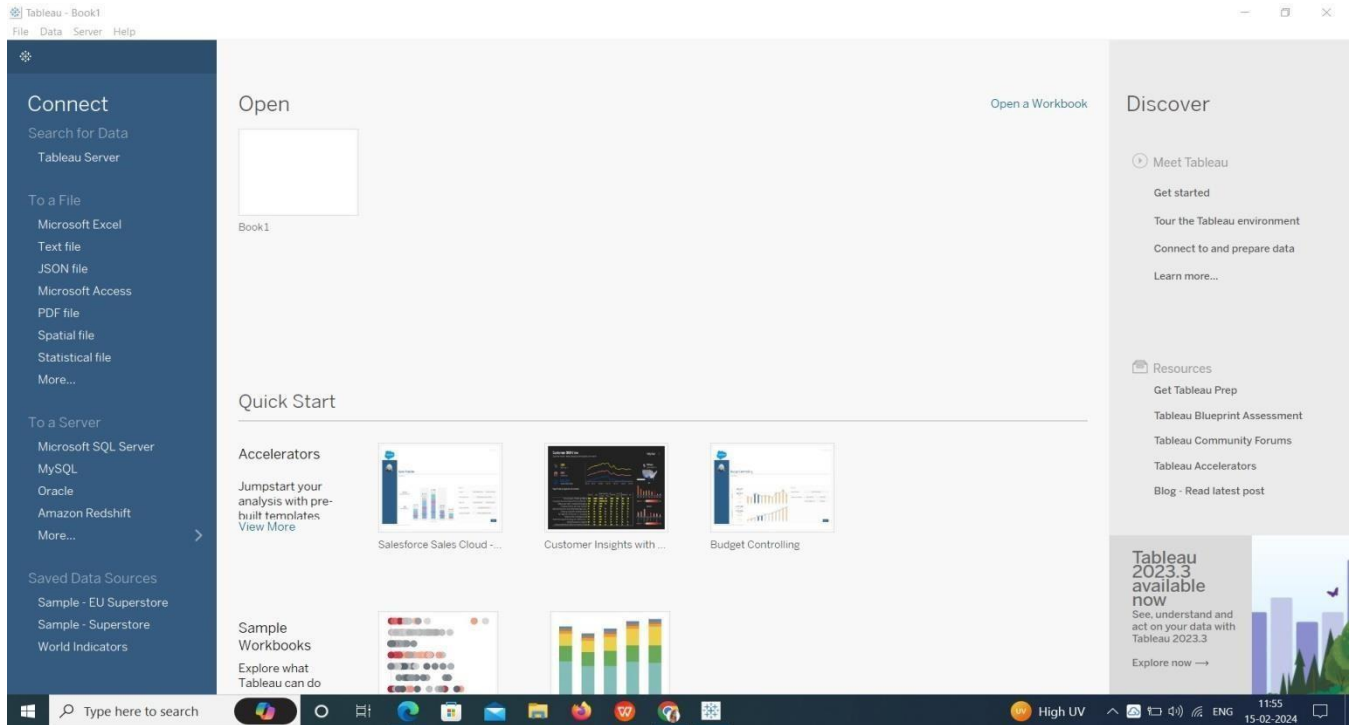 Tableau - Book1
File Data Server Help
Connect
Search for Data
Tableau Server
To a File
Microsoft Excel
Text file
JSON file
Microsoft Access
PDF file
Spatial file
Statistical file
More...
To a Server
Microsoft SQL Server
MySQL
Oracle
Amazon Redshift
More...
Saved Data Sources
Sample - EU Superstore
Sample - Superstore
World Indicators
Open
Open a Workbook
Book1
Quick Start
Accelerators
Jumpstart your
analysis with pre-
built templates
View More
Salesforce Sales Cloud -...
Customer Insights with ...
Budget Controlling
Sample
Workbooks
Explore what
Tableau can do
Discover
Meet Tableau
Get started
Tour the Tableau environment
Connect to and prepare data
Learn more...
Resources
Get Tableau Prep
Tableau Blueprint Assessment
Tableau Community Forums
Tableau Accelerators
Blog - Read latest post
Tableau
2023.3
available
now
See, understand and
act on your data with
Tableau 2023.3
Explore now →
Type here to search
High UV
ENG
11:55
15-02-2024